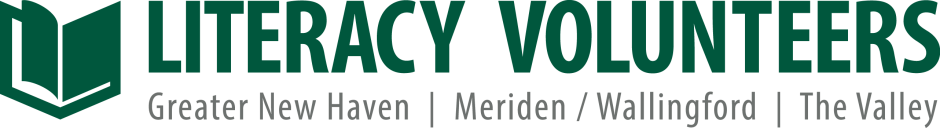 LITERACY VOLUNTEERS
Greater New Haven | Meriden / Wallingford | The Valley